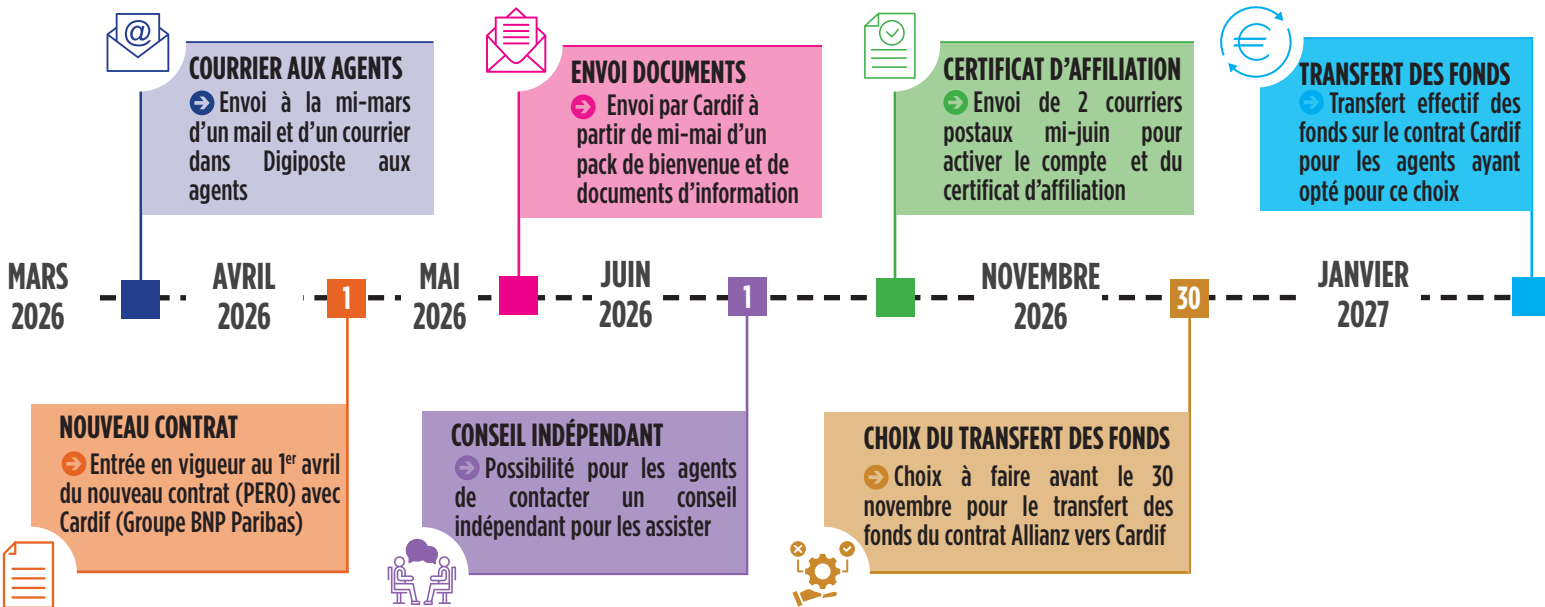 @
COURRIER AUX AGENTS
Envoi à la mi-mars
d'un mail et d'un courrier
dans Digiposte aux
agents
ENVOI DOCUMENTS
Envoi par Cardif à
partir de mi-mai d'un
pack de bienvenue et de
documents d'information
CERTIFICAT D'AFFILIATION
Envoi de 2 courriers
postaux mi-juin pour
activer le compte et du
certificat d'affiliation
€
TRANSFERT DES FONDS
Transfert effectif des
fonds sur le contrat Cardif
pour les agents ayant
opté pour ce choix
MARS
2026
AVRIL
2026
1
MAI
2026
JUIN
2026
1
NOVEMBRE
2026
30
JANVIER
2027
NOUVEAU CONTRAT
Entrée en vigueur au 1er avril
du nouveau contrat (PERO) avec
Cardif (Groupe BNP Paribas)
CONSEIL INDÉPENDANT
Possibilité pour les agents
de contacter un conseil
indépendant pour les assister
CHOIX DU TRANSFERT DES FONDS
Choix à faire avant le 30
novembre pour le transfert des
fonds du contrat Allianz vers Cardif